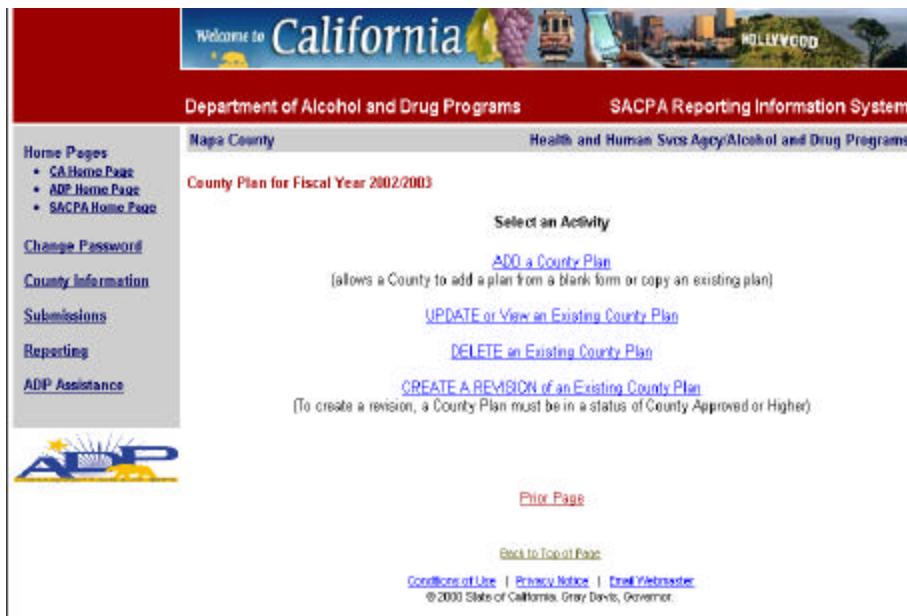 Welcome to California
HOLLYWOOD
Department of Alcohol and Drug Programs SACPA Reporting Information System
Napa County Health and Human Svcs Agcy/Alcohol and Drug Programs
Home Pages
• CA Home Page
• ADP Home Page
• SACPA Home Page
Change Password
County Information
Submissions
Reporting
ADP Assistance
ADP
County Plan for Fiscal Year 2002/2003
Select an Activity
ADD a County Plan
(allows a County to add a plan from a blank form or copy an existing plan)
UPDATE or View an Existing County Plan
DELETE an Existing County Plan
CREATE A REVISION of an Existing County Plan
(To create a revision, a County Plan must be in a status of County Approved or Higher)
Prior Page
Back to Top of Page
Conditions of Use | Privacy Notice | Email Webmaster
© 2000 State of California. Gray Davis, Governor.